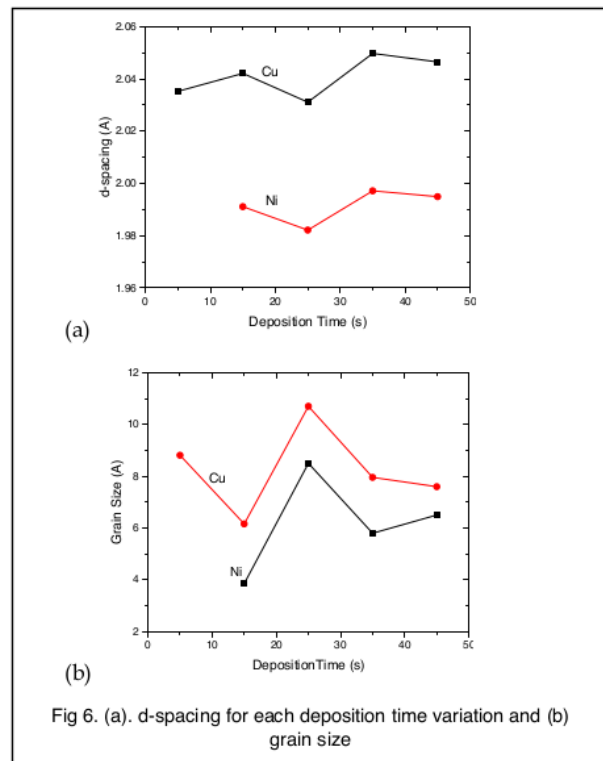 2.06
2.04
2.02
2.00
1.98
1.96
d-spacing (A)
Cu
Ni
0 10 20 30 40 50
Deposition Time (s)
(a)
12
10
8
6
4
2
Grain Size (A)
Cu
Ni
0 10 20 30 40 50
DepositionTime (s)
(b)
Fig 6. (a). d-spacing for each deposition time variation and (b)
grain size